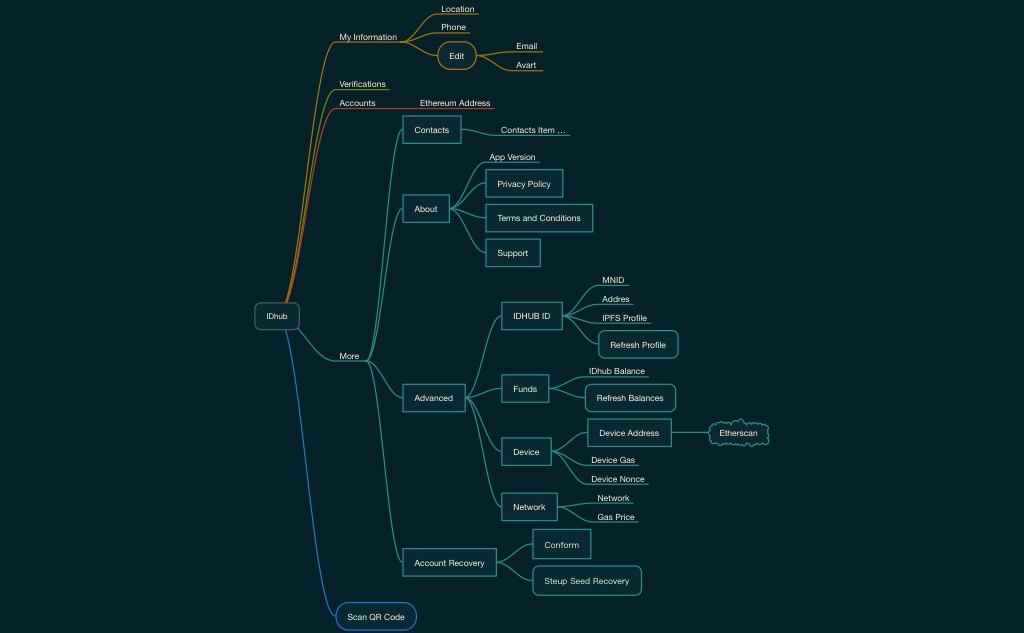 Location
Phone
My Information
Edit
Email
Avart
Verifications
Accounts
Ethereum Address
Contacts
Contacts Item ...
App Version
Privacy Policy
About
Terms and Conditions
Support
MNID
Addres
IDhub
IDHUB ID
IPFS Profile
Refresh Profile
More
IDhub Balance
Funds
Refresh Balances
Advanced
Device Address
Etherscan
Device
Device Gas
Device Nonce
Network
Network
Gas Price
Conform
Account Recovery
Steup Seed Recovery
Scan QR Code